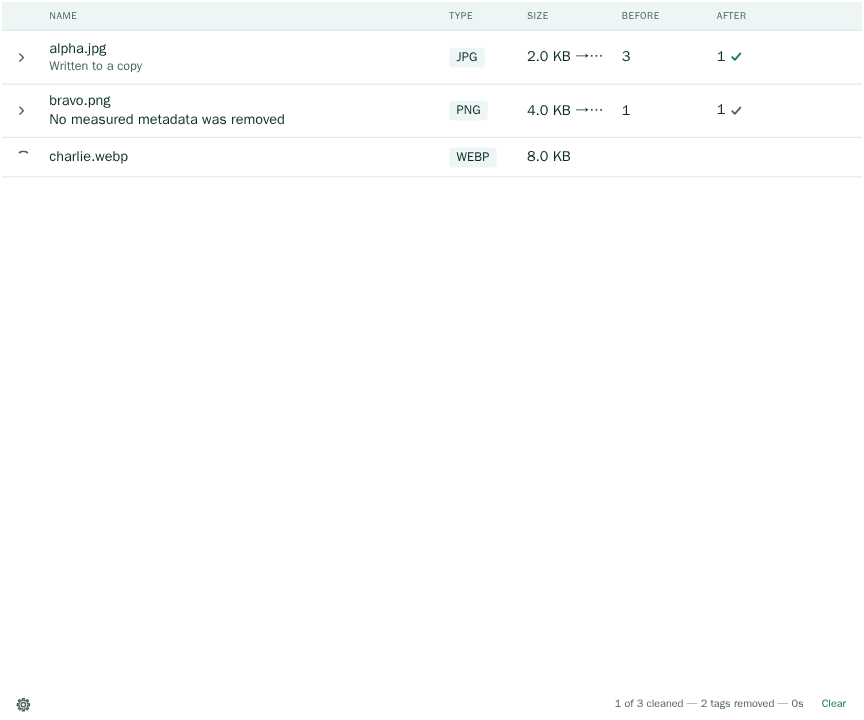 NAME TYPE SIZE BEFORE AFTER
alpha.jpg JPG 2.0 KB →··· 3 1
Written to a copy
bravo.png PNG 4.0 KB →··· 1 1
No measured metadata was removed
charlie.webp WEBP 8.0 KB
1 of 3 cleaned — 2 tags removed — 0s Clear